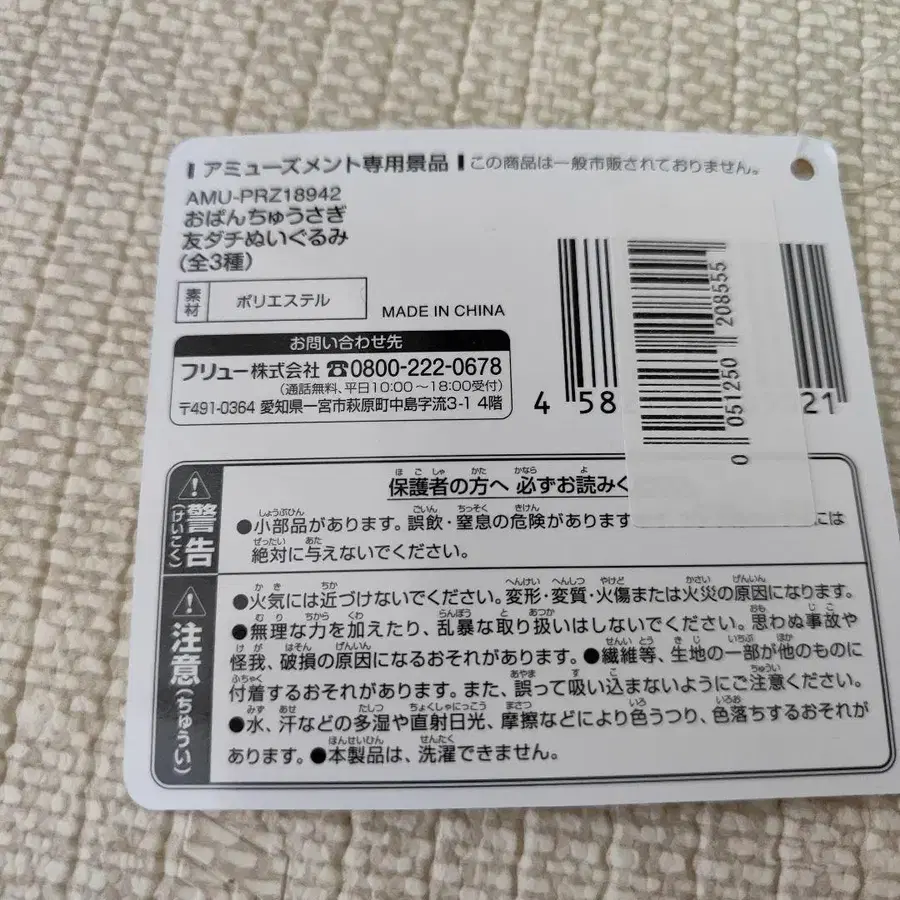 アミューズメント専用景品 この商品は一般市販されておりません。
AMU-PRZ18942
おぱんちゅうさぎ
友ダチぬいぐるみ
(全3種)
素材 ポリエステル
MADE IN CHINA
お問い合わせ先
フリュー株式会社 ☎0800-222-0678
(通話無料、平日10:00~18:00受付)
〒491-0364 愛知県一宮市萩原町中島字流3-1 4階
4 58 21
0 051250 208555
警告(けいこく)
保護者の方へ 必ずお読みく
●小部品があります。誤飲・窒息の危険があります には
絶対に与えないでください。
注意(ちゅうい)
●火気には近づけないでください。変形・変質・火傷または火災の原因になります。
●無理な力を加えたり、乱暴な取り扱いはしないでください。思わぬ事故や
怪我、破損の原因になるおそれがあります。●繊維等、生地の一部が他のものに
付着するおそれがあります。また、誤って吸い込まないようにご注意ください。
●水、汗などの多湿や直射日光、摩擦などにより色うつり、色落ちするおそれが
あります。●本製品は、洗濯できません。